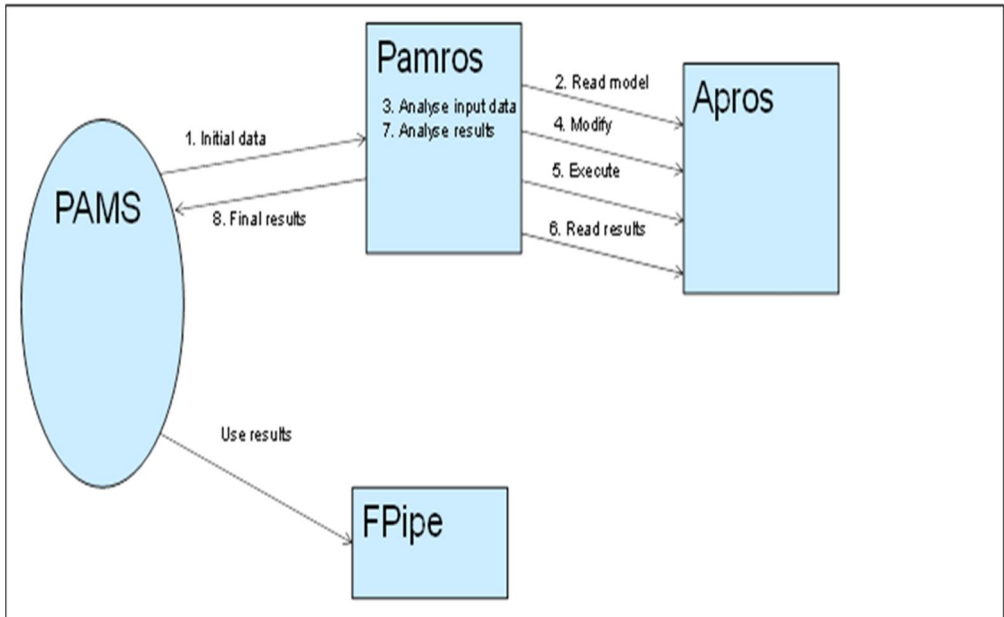 Pamros
3. Analyse input data
7. Analyse results
2. Read model
4. Modify
5. Execute
6. Read results
Apros
1. Initial data
PAMS
8. Final results
Use results
FPipe